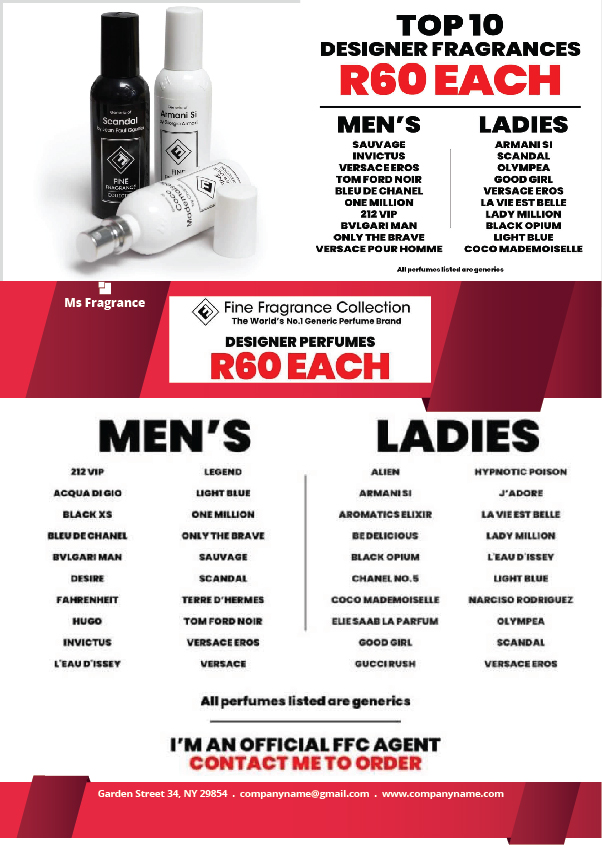 TOP 10
DESIGNER FRAGRANCES
R60 EACH
MEN'S
SAUVAGE
INVICTUS
VERSACE EROS
TOM FORD NOIR
BLEU DE CHANEL
ONE MILLION
212 VIP
BVLGARI MAN
ONLY THE BRAVE
VERSACE POUR HOMME
LADIES
ARMANI SI
SCANDAL
OLYMPEA
GOOD GIRL
VERSACE EROS
LA VIE EST BELLE
LADY MILLION
BLACK OPIUM
LIGHT BLUE
COCO MADEMOISELLE
All perfumes listed are generics
Generic of
Scandal
by Jean Paul Gaultier
FINE
FRAGRANCE
COLLECTION
Generic of
Armani Si
by Giorgio Armani
FINE
Ms Fragrance
Fine Fragrance Collection
The World's No.1 Generic Perfume Brand
DESIGNER PERFUMES
R60 EACH
MEN'S
212 VIP
ACQUA DI GIO
BLACK XS
BLEU DE CHANEL
BVLGARI MAN
DESIRE
FAHRENHEIT
HUGO
INVICTUS
L'EAU D'ISSEY
LEGEND
LIGHT BLUE
ONE MILLION
ONLY THE BRAVE
SAUVAGE
SCANDAL
TERRE D'HERMES
TOM FORD NOIR
VERSACE EROS
VERSACE
LADIES
ALIEN
ARMANI SI
AROMATICS ELIXIR
BE DELICIOUS
BLACK OPIUM
CHANEL NO. 5
COCO MADEMOISELLE
ELIE SAAB LA PARFUM
GOOD GIRL
GUCCI RUSH
HYPNOTIC POISON
J'ADORE
LA VIE EST BELLE
LADY MILLION
L'EAU D'ISSEY
LIGHT BLUE
NARCISO RODRIGUEZ
OLYMPEA
SCANDAL
VERSACE EROS
All perfumes listed are generics
I'M AN OFFICIAL FFC AGENT
CONTACT ME TO ORDER
Garden Street 34, NY 29854 . companyname@gmail.com . www.companyname.com